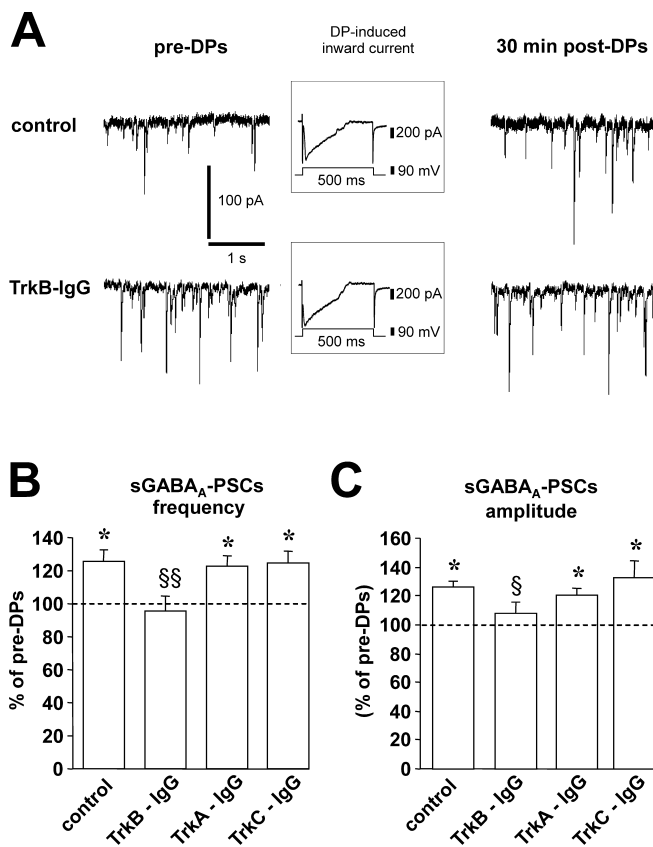 A
pre-DPs
DP-induced
inward current
30 min post-DPs
control
200 pA
90 mV
500 ms
100 pA
1 s
TrkB-IgG
200 pA
90 mV
500 ms
B
sGABAA-PSCs
frequency
% of pre-DPs
140
120
100
80
60
40
20
0
*
§§
*
*
control
TrkB - IgG
TrkA - IgG
TrkC - IgG
C
sGABAA-PSCs
amplitude
(% of pre-DPs)
160
140
120
100
80
60
40
20
0
*
§
*
*
control
TrkB - IgG
TrkA - IgG
TrkC - IgG